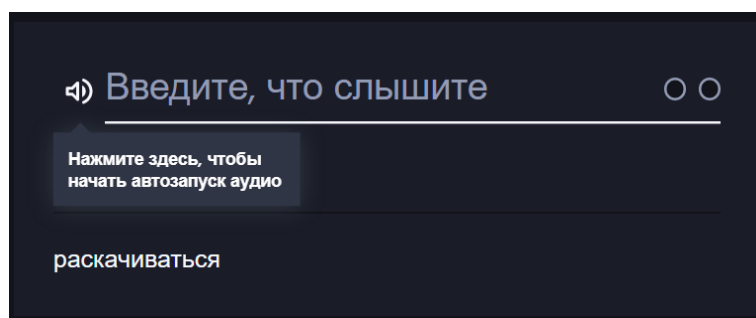 Введите, что слышите
Нажмите здесь, чтобы
начать автозапуск аудио
раскачиваться